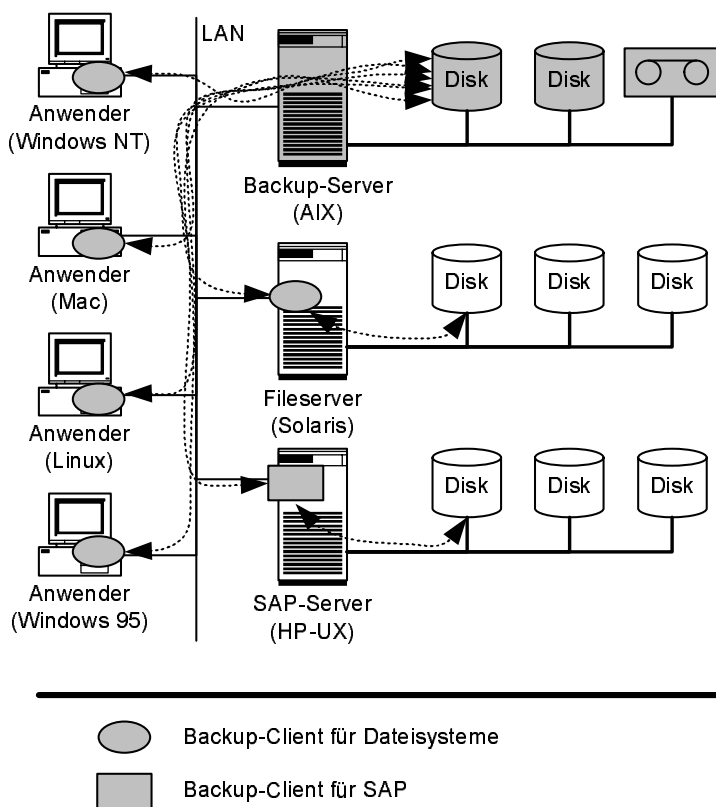 LAN
Anwender
(Windows NT)
Backup-Server
(AIX)
Disk
Disk
Anwender
(Mac)
Fileserver
(Solaris)
Disk
Disk
Disk
Anwender
(Linux)
SAP-Server
(HP-UX)
Disk
Disk
Disk
Anwender
(Windows 95)
Backup-Client für Dateisysteme
Backup-Client für SAP